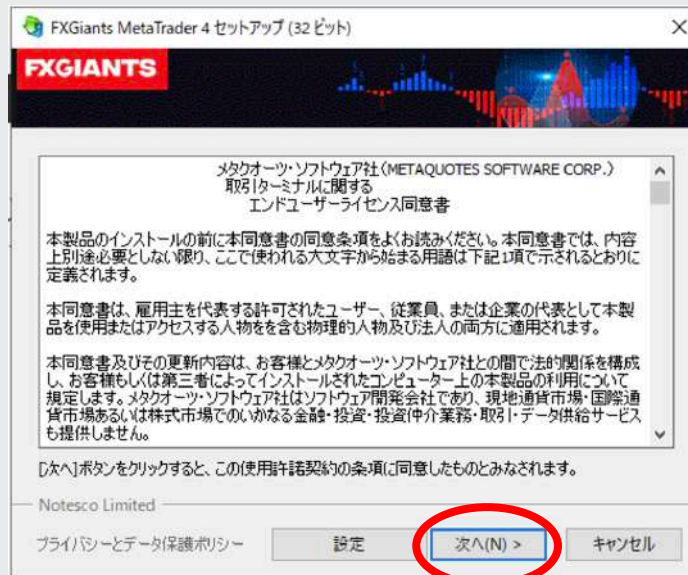 FXGiants MetaTrader 4 セットアップ (32 ビット)
FXGIANTS
メタクオーツ・ソフトウェア社(METAQUOTES SOFTWARE CORP.)
取引ターミナルに関する
エンドユーザーライセンス同意書
本製品のインストールの前に本同意書の同意条項をよくお読みください。本同意書では、内容
上別途必要としない限り、ここで使われる大文字から始まる用語は下記1項で示されるとおりに
定義されます。
本同意書は、雇用主を代表する許可されたユーザー、従業員、または企業の代表として本製
品を使用またはアクセスする人物をを含む物理的人物及び法人の両方に適用されます。
本同意書及びその更新内容は、お客様とメタクオーツ・ソフトウェア社との間で法的関係を構成
し、お客様もしくは第三者によってインストールされたコンピューター上の本製品の利用について
規定します。メタクオーツ・ソフトウェア社はソフトウェア開発会社であり、現地通貨市場・国際通
貨市場あるいは株式市場でのいかなる金融・投資・投資仲介業務・取引・データ供給サービス
も提供しません。
[次へ]ボタンをクリックすると、この使用許諾契約の条項に同意したものとみなされます。
Notesco Limited
プライバシーとデータ保護ポリシー 設定 次へ(N) > キャンセル